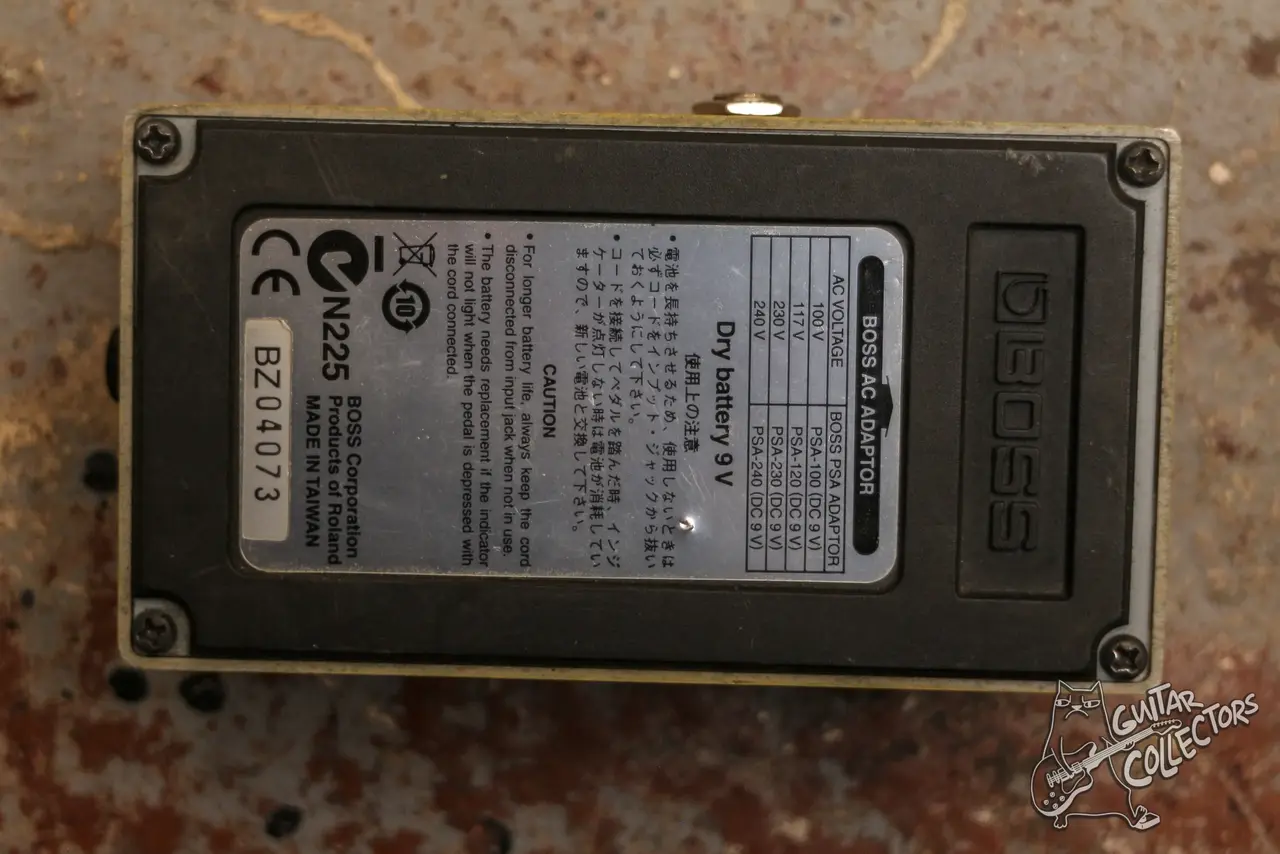 BOSS
BOSS AC ADAPTOR
AC VOLTAGE BOSS PSA ADAPTOR
100 V PSA-100 (DC 9 V)
117 V PSA-120 (DC 9 V)
230 V PSA-230 (DC 9 V)
240 V PSA-240 (DC 9 V)
Dry battery 9 V
使用上の注意
• 電池を長持ちさせるため、使用しないときは
必ずコードをインプット・ジャックから抜い
ておくようにして下さい。
• コードを接続してペダルを踏んだ時、インジ
ケーターが点灯しない時は電池が消耗してい
ますので、新しい電池と交換して下さい。
CAUTION
• For longer battery life, always keep the cord
disconnected from input jack when not in use.
• The battery needs replacement if the indicator
will not light when the pedal is depressed with
the cord connected.
10
N225
CE
BOSS Corporation
Products of Roland
MADE IN TAIWAN
BZ04073
GUITAR
COLLECTORS